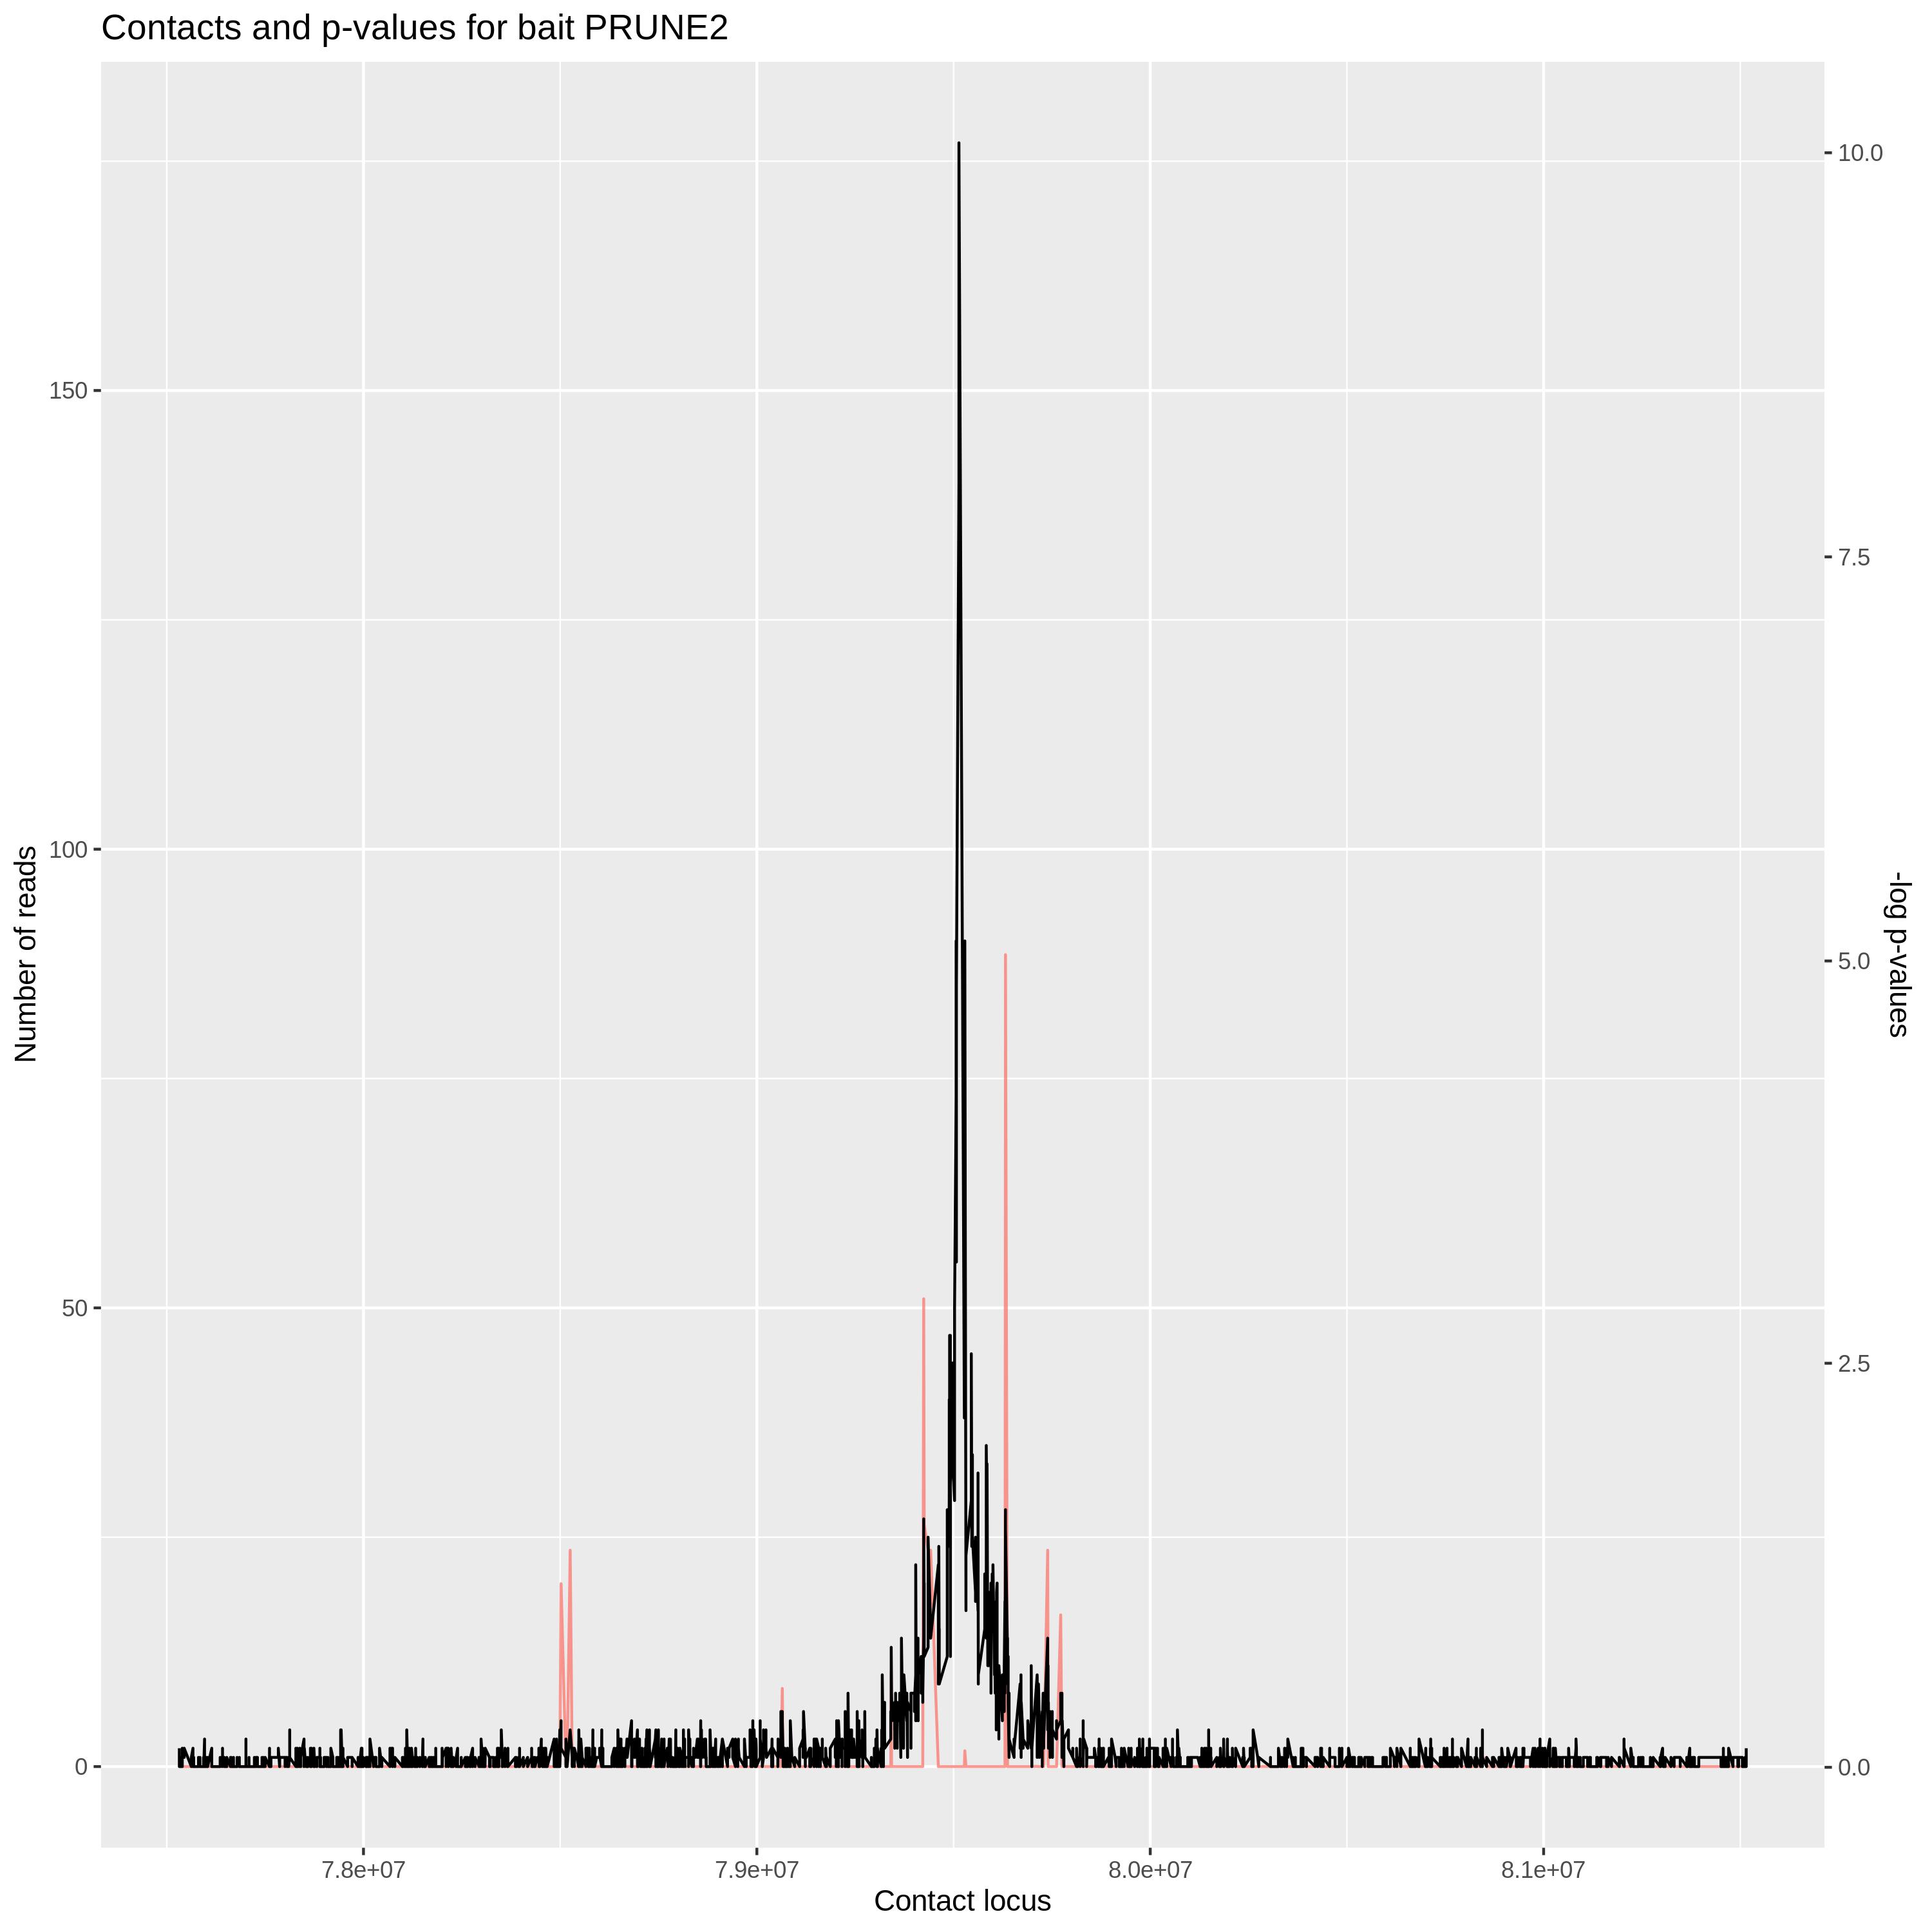 Contacts and p-values for bait PRUNE2
150
100
50
0
Number of reads
10.0
7.5
5.0
2.5
0.0
-log p-values
7.8e+07
7.9e+07
8.0e+07
8.1e+07
Contact locus